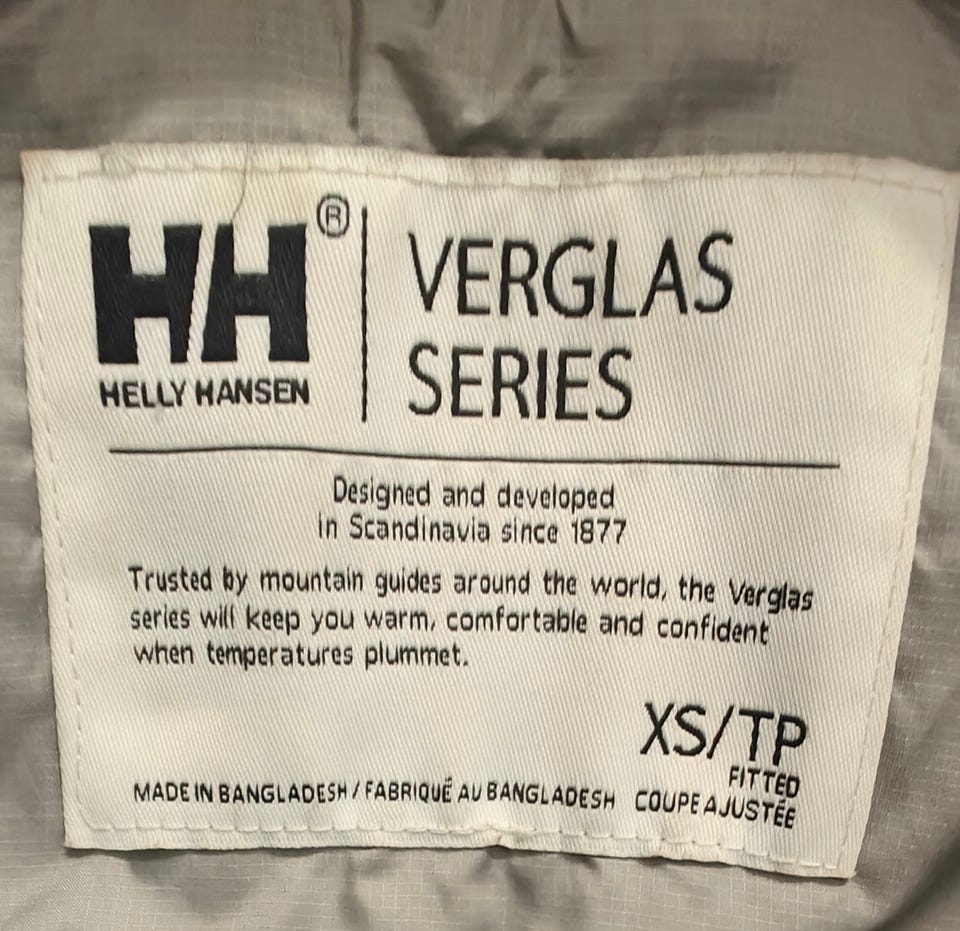 HH®
HELLY HANSEN
VERGLAS
SERIES
Designed and developed
in Scandinavia since 1877
Trusted by mountain guides around the world, the Verglas
series will keep you warm, comfortable and confident
when temperatures plummet.
XS/TP
FITTED
COUPE AJUSTÉE
MADE IN BANGLADESH / FABRIQUÉ AU BANGLADESH